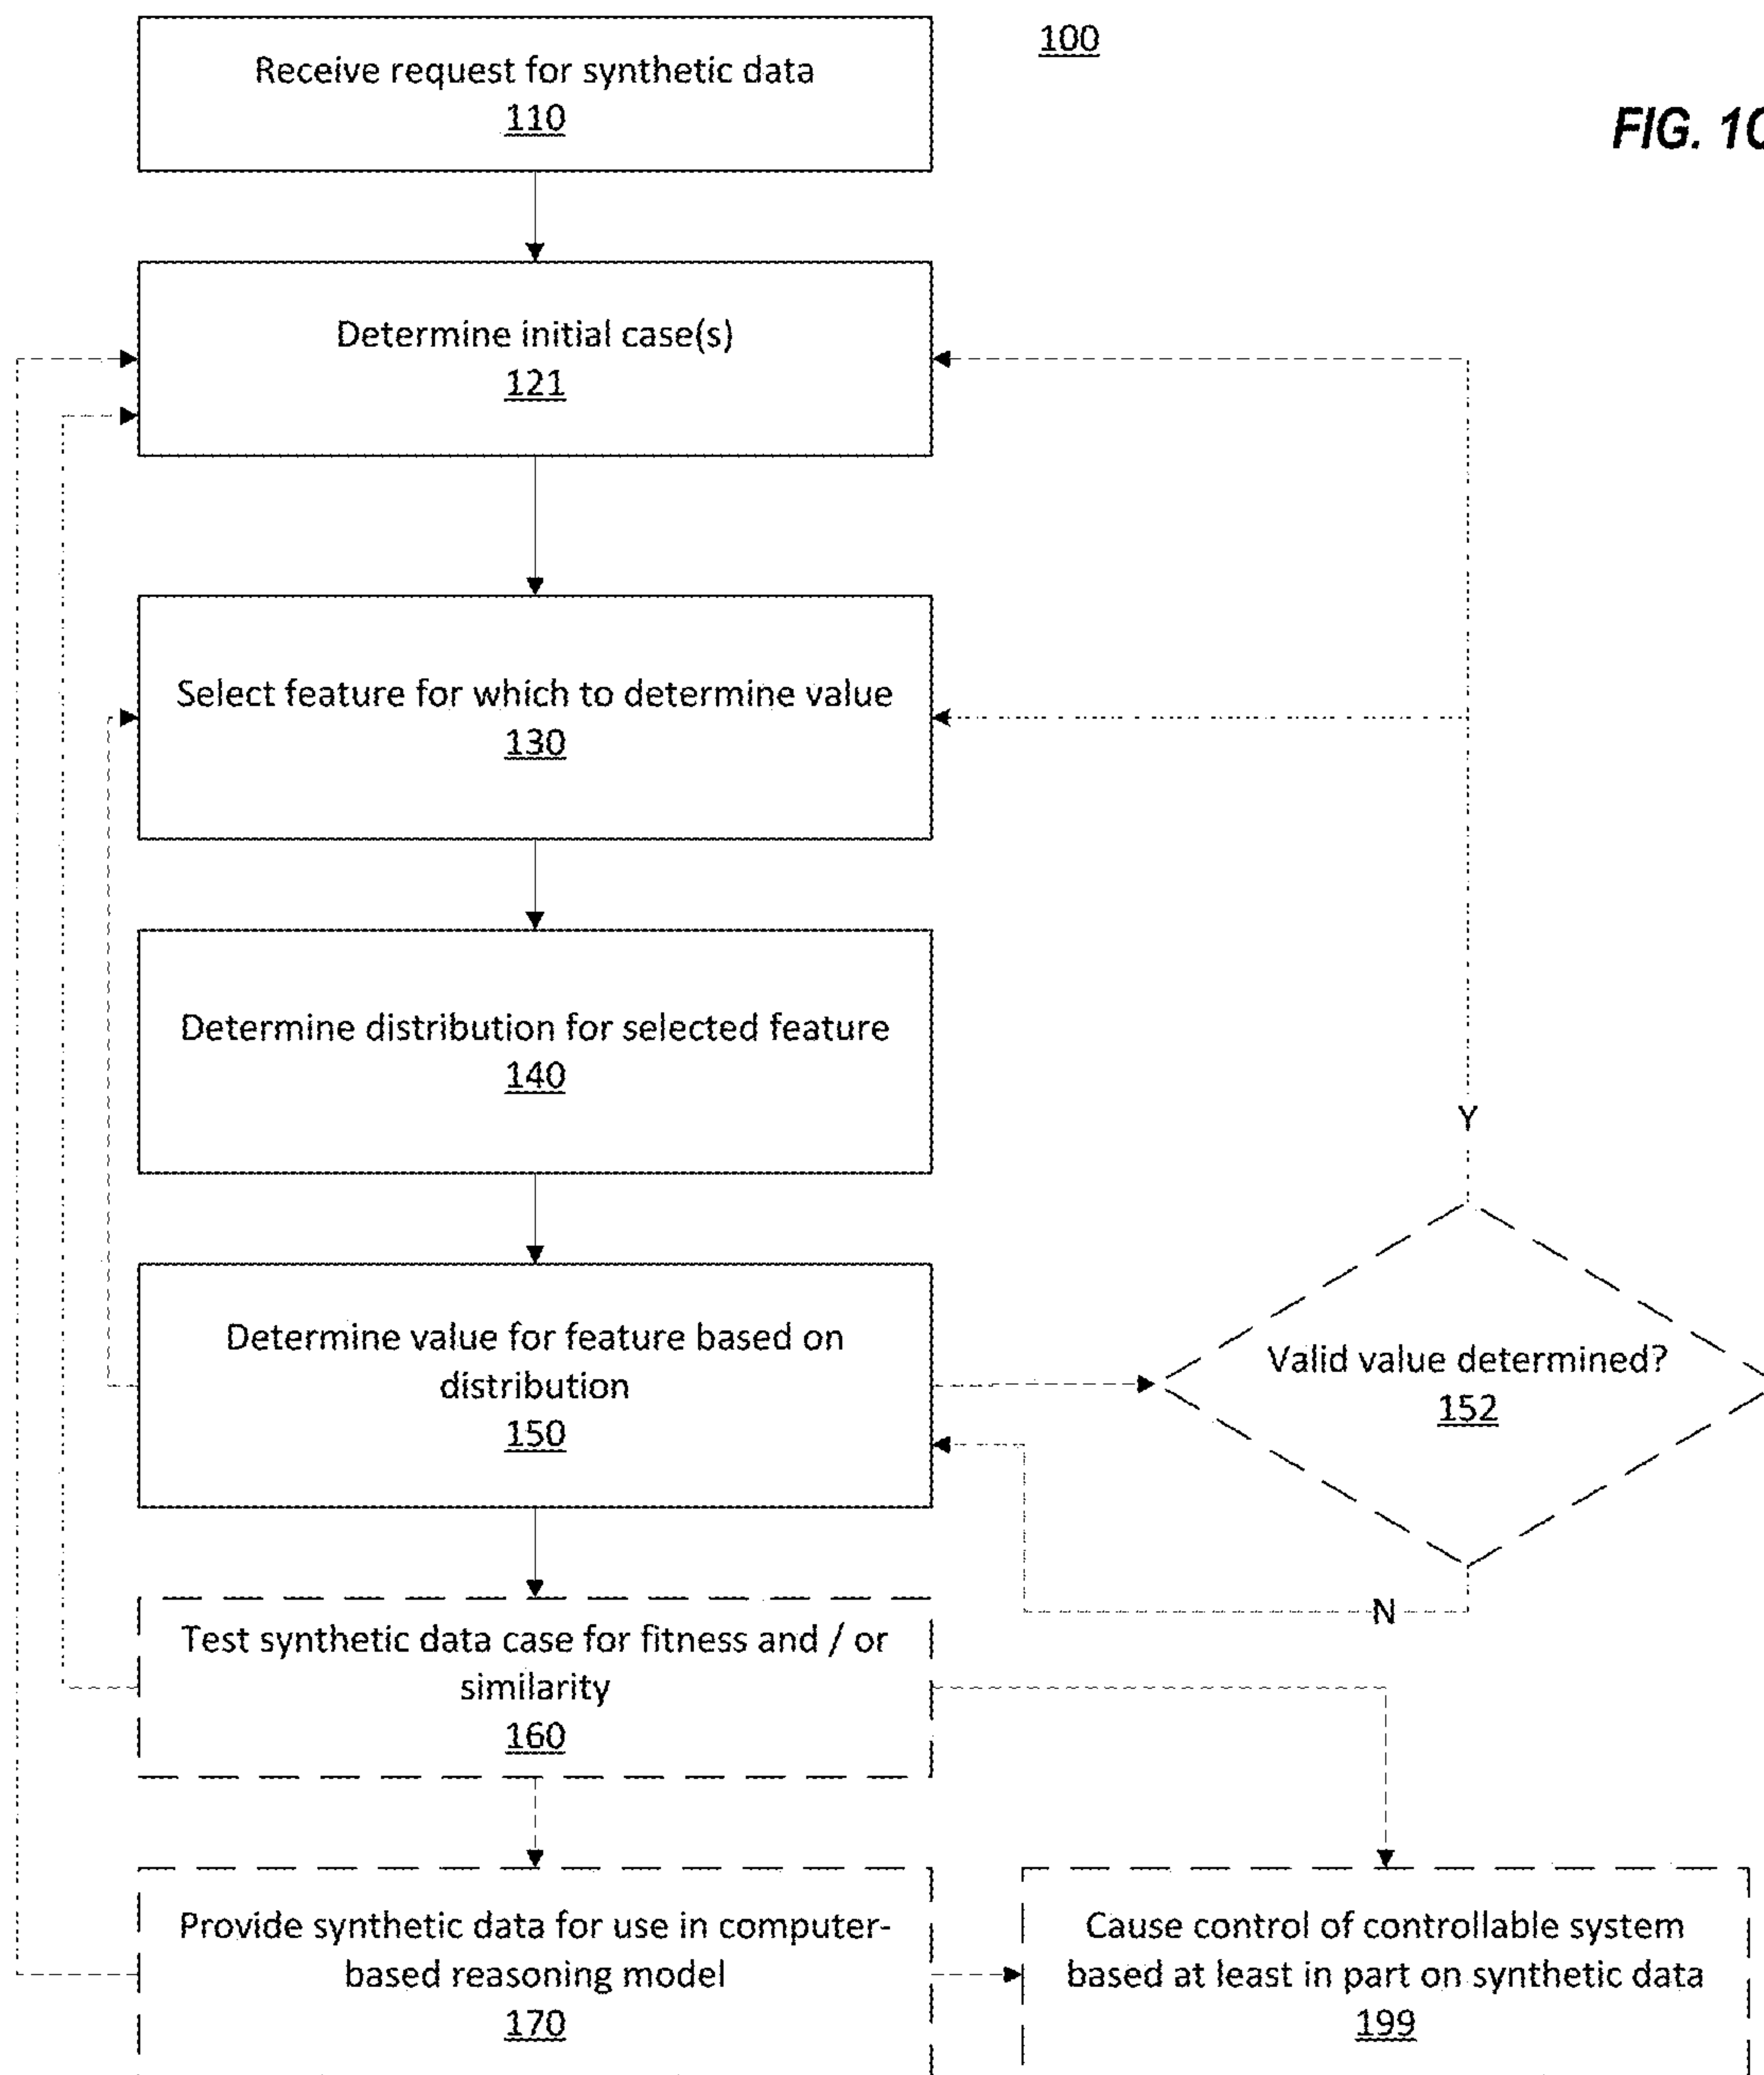 100
FIG. 1C
Receive request for synthetic data
110
Determine initial case(s)
121
Select feature for which to determine value
130
Determine distribution for selected feature
140
Y
Determine value for feature based on
distribution
150
Valid value determined?
152
N
Test synthetic data case for fitness and / or
similarity
160
Provide synthetic data for use in computer-
based reasoning model
170
Cause control of controllable system
based at least in part on synthetic data
199